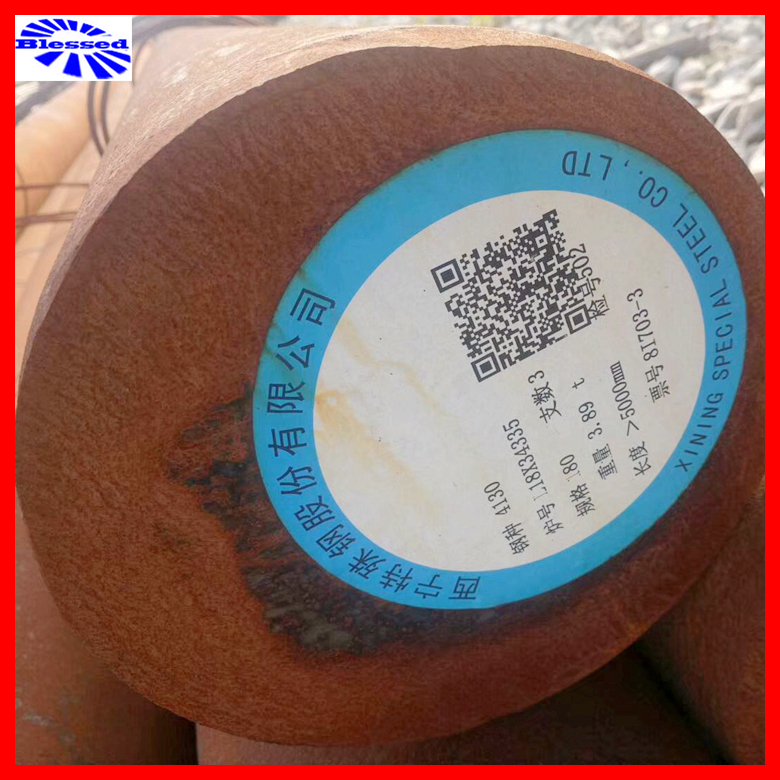 Blessed
西宁特殊钢股份有限公司
钢种 4130
炉号 L18X34335 支数 3
规格 180 检号502
重量 3.89 t
长度 >5000mm
票号 81703-3
XINING SPECIAL STEEL CO., LTD